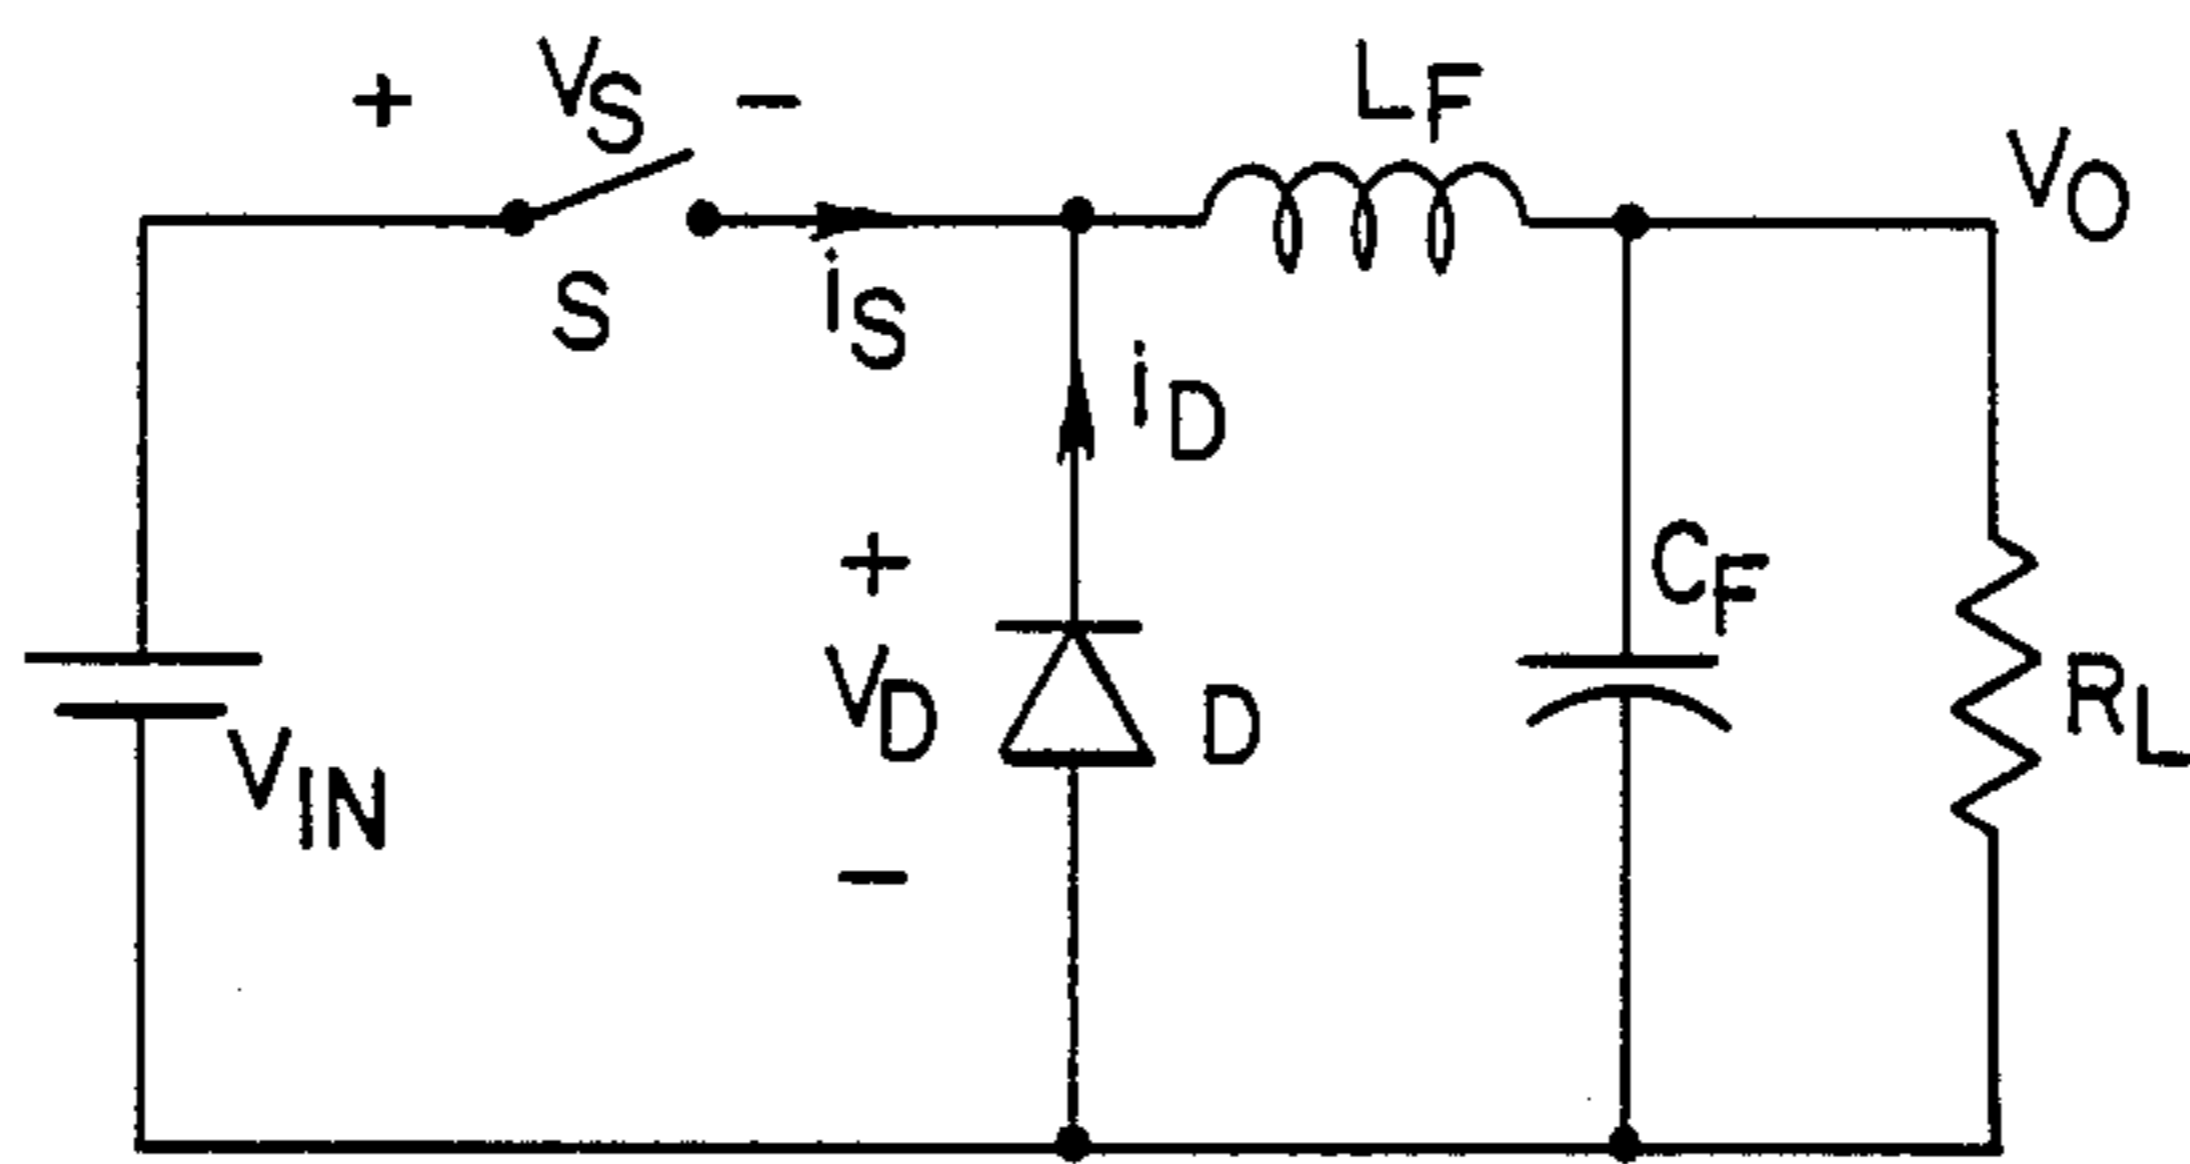 + VS −
LF
VO
S
iS
iD
+
VD
−
D
CF
RL
VIN